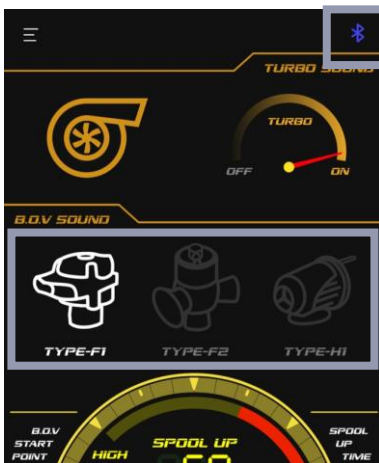 TURBO SOUND
TURBO
OFF
ON
B.O.V SOUND
TYPE-F1
TYPE-F2
TYPE-H1
B.O.V
START
POINT
HIGH
SPOOL UP
SPOOL
UP
TIME